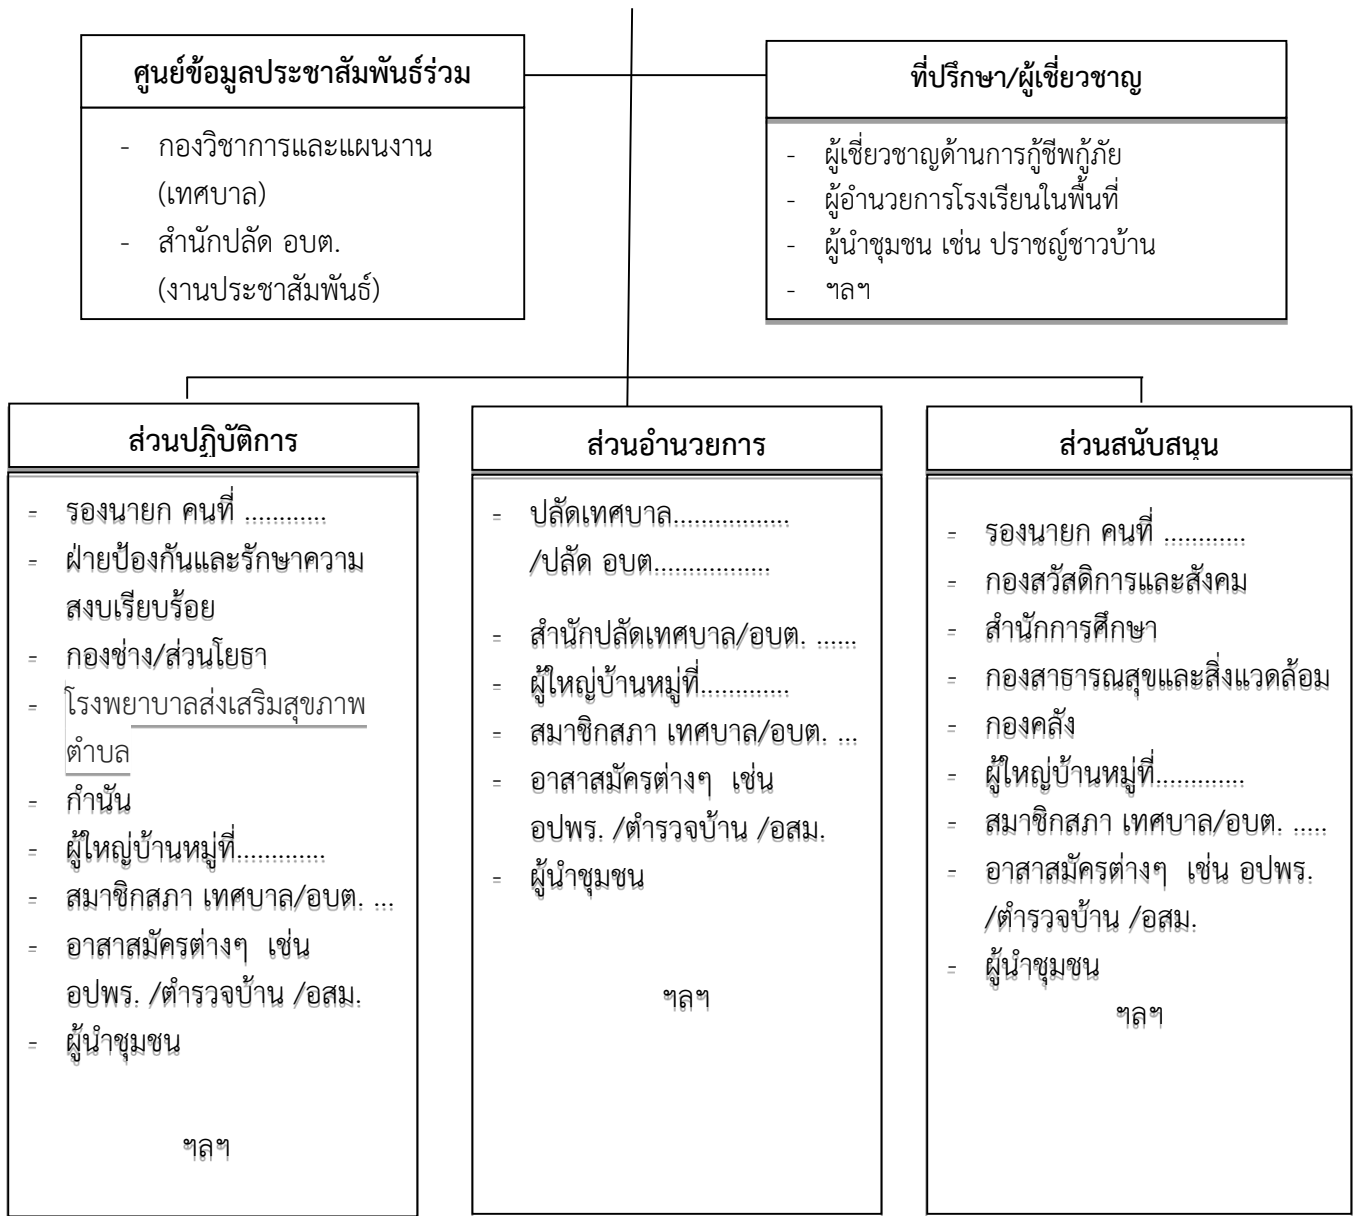 ศูนย์ข้อมูลประชาสัมพันธ์ร่วม
- กองวิชาการและแผนงาน
(เทศบาล)
- สำนักปลัด อบต.
(งานประชาสัมพันธ์)
ที่ปรึกษา/ผู้เชี่ยวชาญ
- ผู้เชี่ยวชาญด้านการกู้ชีพกู้ภัย
- ผู้อำนวยการโรงเรียนในพื้นที่
- ผู้นำชุมชน เช่น ปราชญ์ชาวบ้าน
- ฯลฯ
ส่วนปฏิบัติการ
- รองนายก คนที่ ............
- ฝ่ายป้องกันและรักษาความ
สงบเรียบร้อย
- กองช่าง/ส่วนโยธา
- โรงพยาบาลส่งเสริมสุขภาพ
ตำบล
- กำนัน
- ผู้ใหญ่บ้านหมู่ที่.............
- สมาชิกสภา เทศบาล/อบต. ...
- อาสาสมัครต่างๆ เช่น
อปพร. /ตำรวจบ้าน /อสม.
- ผู้นำชุมชน
ฯลฯ
ส่วนอำนวยการ
- ปลัดเทศบาล.................
/ปลัด อบต.................
- สำนักปลัดเทศบาล/อบต. ......
- ผู้ใหญ่บ้านหมู่ที่.............
- สมาชิกสภา เทศบาล/อบต. ...
- อาสาสมัครต่างๆ เช่น
อปพร. /ตำรวจบ้าน /อสม.
- ผู้นำชุมชน
ฯลฯ
ส่วนสนับสนุน
- รองนายก คนที่ ............
- กองสวัสดิการและสังคม
- สำนักการศึกษา
- กองสาธารณสุขและสิ่งแวดล้อม
- กองคลัง
- ผู้ใหญ่บ้านหมู่ที่.............
- สมาชิกสภา เทศบาล/อบต. .....
- อาสาสมัครต่างๆ เช่น อปพร.
/ตำรวจบ้าน /อสม.
- ผู้นำชุมชน
ฯลฯ